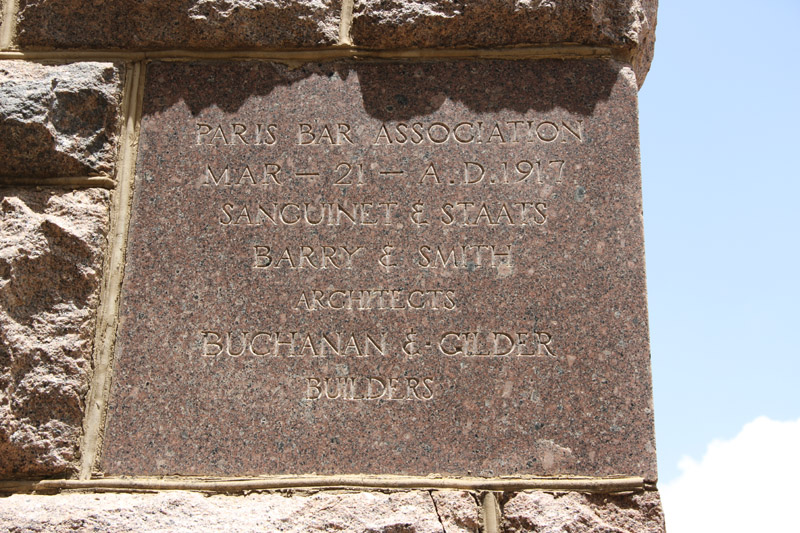 PARIS BAR ASSOCIATION
MAR — 21 — A.D.1917
SANGUINET & STAATS
BARRY & SMITH
ARCHITECTS
BUCHANAN & GILDER
BUILDERS